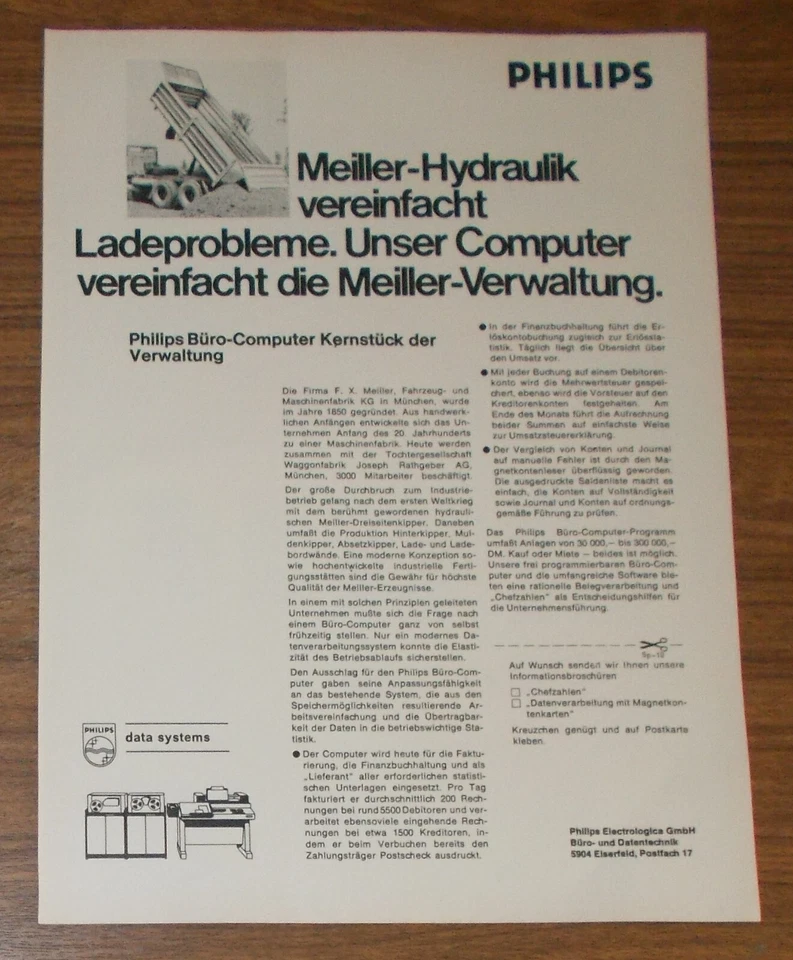 PHILIPS
Meiller-Hydraulik
vereinfacht
Ladeprobleme. Unser Computer
vereinfacht die Meiller-Verwaltung.
Philips Büro-Computer Kernstück der
Verwaltung
Die Firma F. X. Meiller, Fahrzeug- und
Maschinenfabrik KG in München, wurde
im Jahre 1850 gegründet. Aus handwerk-
lichen Anfängen entwickelte sich das Un-
ternehmen Anfang des 20. Jahrhunderts
zu einer Maschinenfabrik. Heute werden
zusammen mit der Tochtergesellschaft
Waggonfabrik Joseph Rathgeber AG,
München, 3000 Mitarbeiter beschäftigt.
Der große Durchbruch zum Industrie-
betrieb gelang nach dem ersten Weltkrieg
mit dem berühmt gewordenen hydrauli-
schen Meiller-Dreiseitenkipper. Daneben
umfaßt die Produktion Hinterkipper, Mul-
denkipper, Absetzkipper, Lade- und Lade-
bordwände. Eine moderne Konzeption so-
wie hochentwickelte industrielle Ferti-
gungsstätten sind die Gewähr für höchste
Qualität der Meiller-Erzeugnisse.
In einem mit solchen Prinzipien geleiteten
Unternehmen mußte sich die Frage nach
einem Büro-Computer ganz von selbst
frühzeitig stellen. Nur ein modernes Da-
tenverarbeitungssystem konnte die Elasti-
zität des Betriebsablaufs sicherstellen.
Den Ausschlag für den Philips Büro-Com-
puter gaben seine Anpassungsfähigkeit
an das bestehende System, die aus den
Speichermöglichkeiten resultierende Ar-
beitsvereinfachung und die Übertragbar-
keit der Daten in die betriebswichtige Sta-
tistik.
● Der Computer wird heute für die Faktu-
rierung, die Finanzbuchhaltung und als
„Lieferant" aller erforderlichen statisti-
schen Unterlagen eingesetzt. Pro Tag
fakturiert er durchschnittlich 200 Rech-
nungen bei rund 5500 Debitoren und ver-
arbeitet ebensoviele eingehende Rech-
nungen bei etwa 1500 Kreditoren, in-
dem er beim Verbuchen bereits den
Zahlungsträger Postscheck ausdruckt.
● In der Finanzbuchhaltung führt die Er-
löskontobuchung zugleich zur Erlössta-
tistik. Täglich liegt die Übersicht über
den Umsatz vor.
● Mit jeder Buchung auf einem Debitoren-
konto wird die Mehrwertsteuer gespei-
chert, ebenso wird die Vorsteuer auf den
Kreditorenkonten festgehalten. Am
Ende des Monats führt die Aufrechnung
beider Summen auf einfachste Weise
zur Umsatzsteuererklärung.
● Der Vergleich von Konten und Journal
auf manuelle Fehler ist durch den Ma-
gnetkontenleser überflüssig geworden.
Die ausgedruckte Saldenliste macht es
einfach, die Konten auf Vollständigkeit
sowie Journal und Konten auf ordnungs-
gemäße Führung zu prüfen.
Das Philips Büro-Computer-Programm
umfaßt Anlagen von 30 000,– bis 300 000,–
DM. Kauf oder Miete – beides ist möglich.
Unsere frei programmierbaren Büro-Com-
puter und die umfangreiche Software bie-
ten eine rationelle Belegverarbeitung und
„Chefzahlen" als Entscheidungshilfen für
die Unternehmensführung.
Auf Wunsch senden wir Ihnen unsere
Informationsbroschüren
□ „Chefzahlen"
□ „Datenverarbeitung mit Magnetkon-
tenkarten"
Kreuzchen genügt und auf Postkarte
kleben.
PHILIPS
data systems
Philips Electrologica GmbH
Büro- und Datentechnik
5904 Eiserfeld, Postfach 17